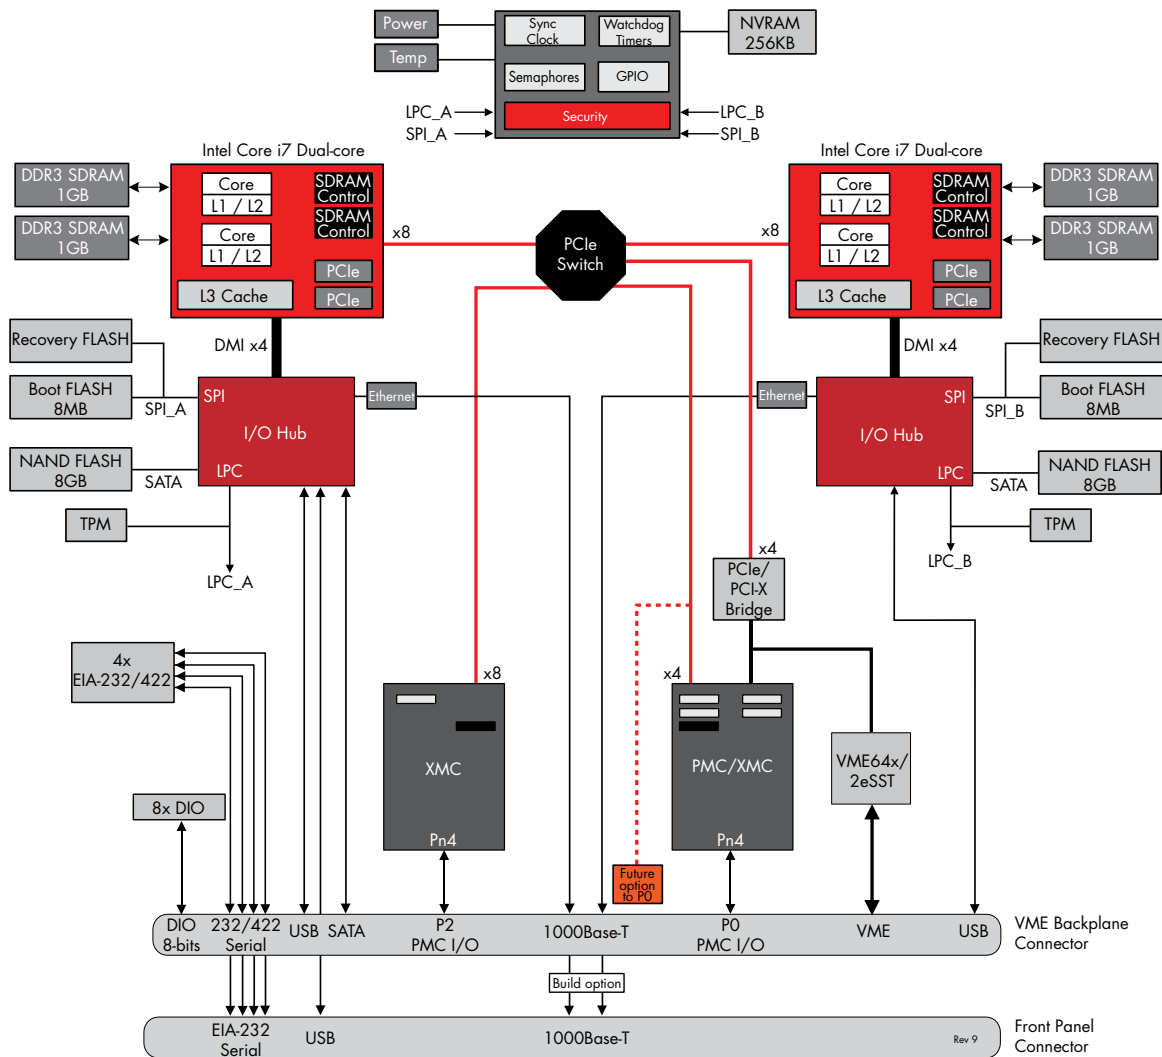 Power
Temp
Sync
Clock
Watchdog
Timers
NVRAM
256KB
Semaphores
GPIO
LPC_A
SPI_A
Security
LPC_B
SPI_B
Intel Core i7 Dual-core
Intel Core i7 Dual-core
DDR3 SDRAM
1GB
DDR3 SDRAM
1GB
Core
L1 / L2
Core
L1 / L2
SDRAM
Control
SDRAM
Control
PCIe
PCIe
L3 Cache
x8
PCIe
Switch
x8
Core
L1 / L2
Core
L1 / L2
SDRAM
Control
SDRAM
Control
PCIe
PCIe
L3 Cache
DDR3 SDRAM
1GB
DDR3 SDRAM
1GB
DMI x4
DMI x4
Recovery FLASH
Boot FLASH
8MB
SPI_A
NAND FLASH
8GB
SATA
SPI
I/O Hub
LPC
Ethernet
TPM
LPC_A
Ethernet
SPI
I/O Hub
LPC
Recovery FLASH
Boot FLASH
8MB
SPI_B
NAND FLASH
8GB
SATA
TPM
LPC_B
x4
PCIe/
PCI-X
Bridge
4x
EIA-232/422
x8
XMC
Pn4
x4
PMC/XMC
Pn4
VME64x/
2eSST
8x DIO
Future
option
to P0
DIO
8-bits
232/422
Serial
USB
SATA
P2
PMC I/O
1000Base-T
P0
PMC I/O
VME
USB
VME Backplane
Connector
Build option
EIA-232
Serial
USB
1000Base-T
Rev 9
Front Panel
Connector